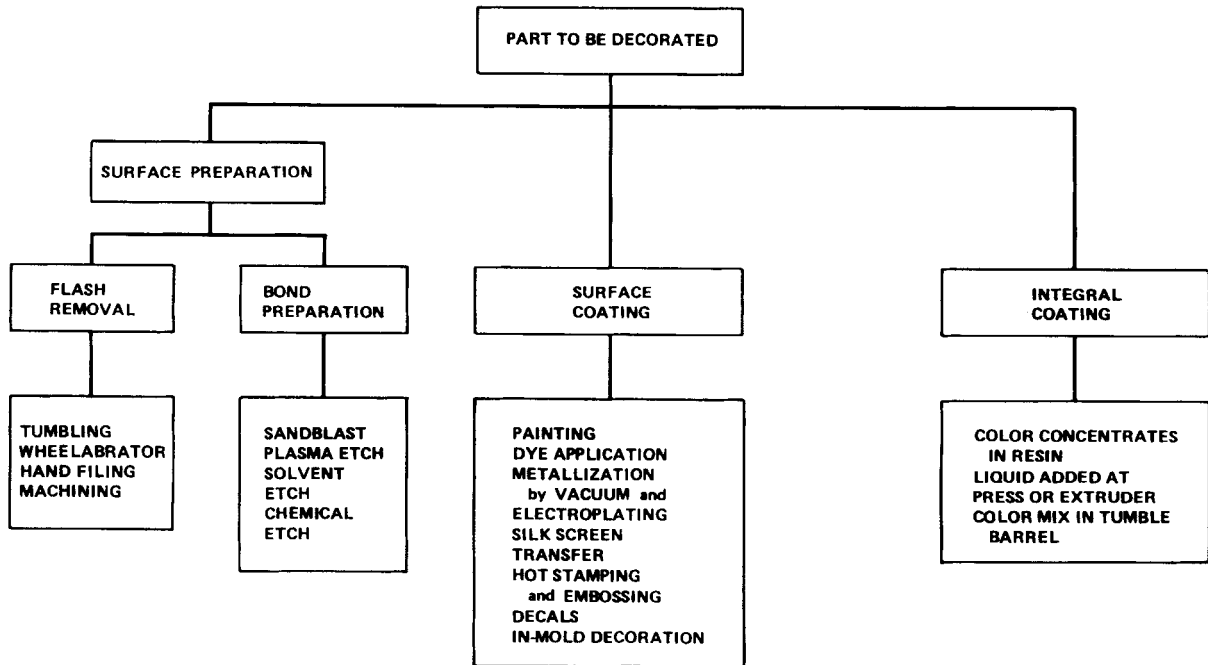 PART TO BE DECORATED
SURFACE PREPARATION
FLASH
REMOVAL
BOND
PREPARATION
SURFACE
COATING
INTEGRAL
COATING
TUMBLING
WHEELABRATOR
HAND FILING
MACHINING
SANDBLAST
PLASMA ETCH
SOLVENT
ETCH
CHEMICAL
ETCH
PAINTING
DYE APPLICATION
METALLIZATION
by VACUUM and
ELECTROPLATING
SILK SCREEN
TRANSFER
HOT STAMPING
and EMBOSSING
DECALS
IN-MOLD DECORATION
COLOR CONCENTRATES
IN RESIN
LIQUID ADDED AT
PRESS OR EXTRUDER
COLOR MIX IN TUMBLE
BARREL